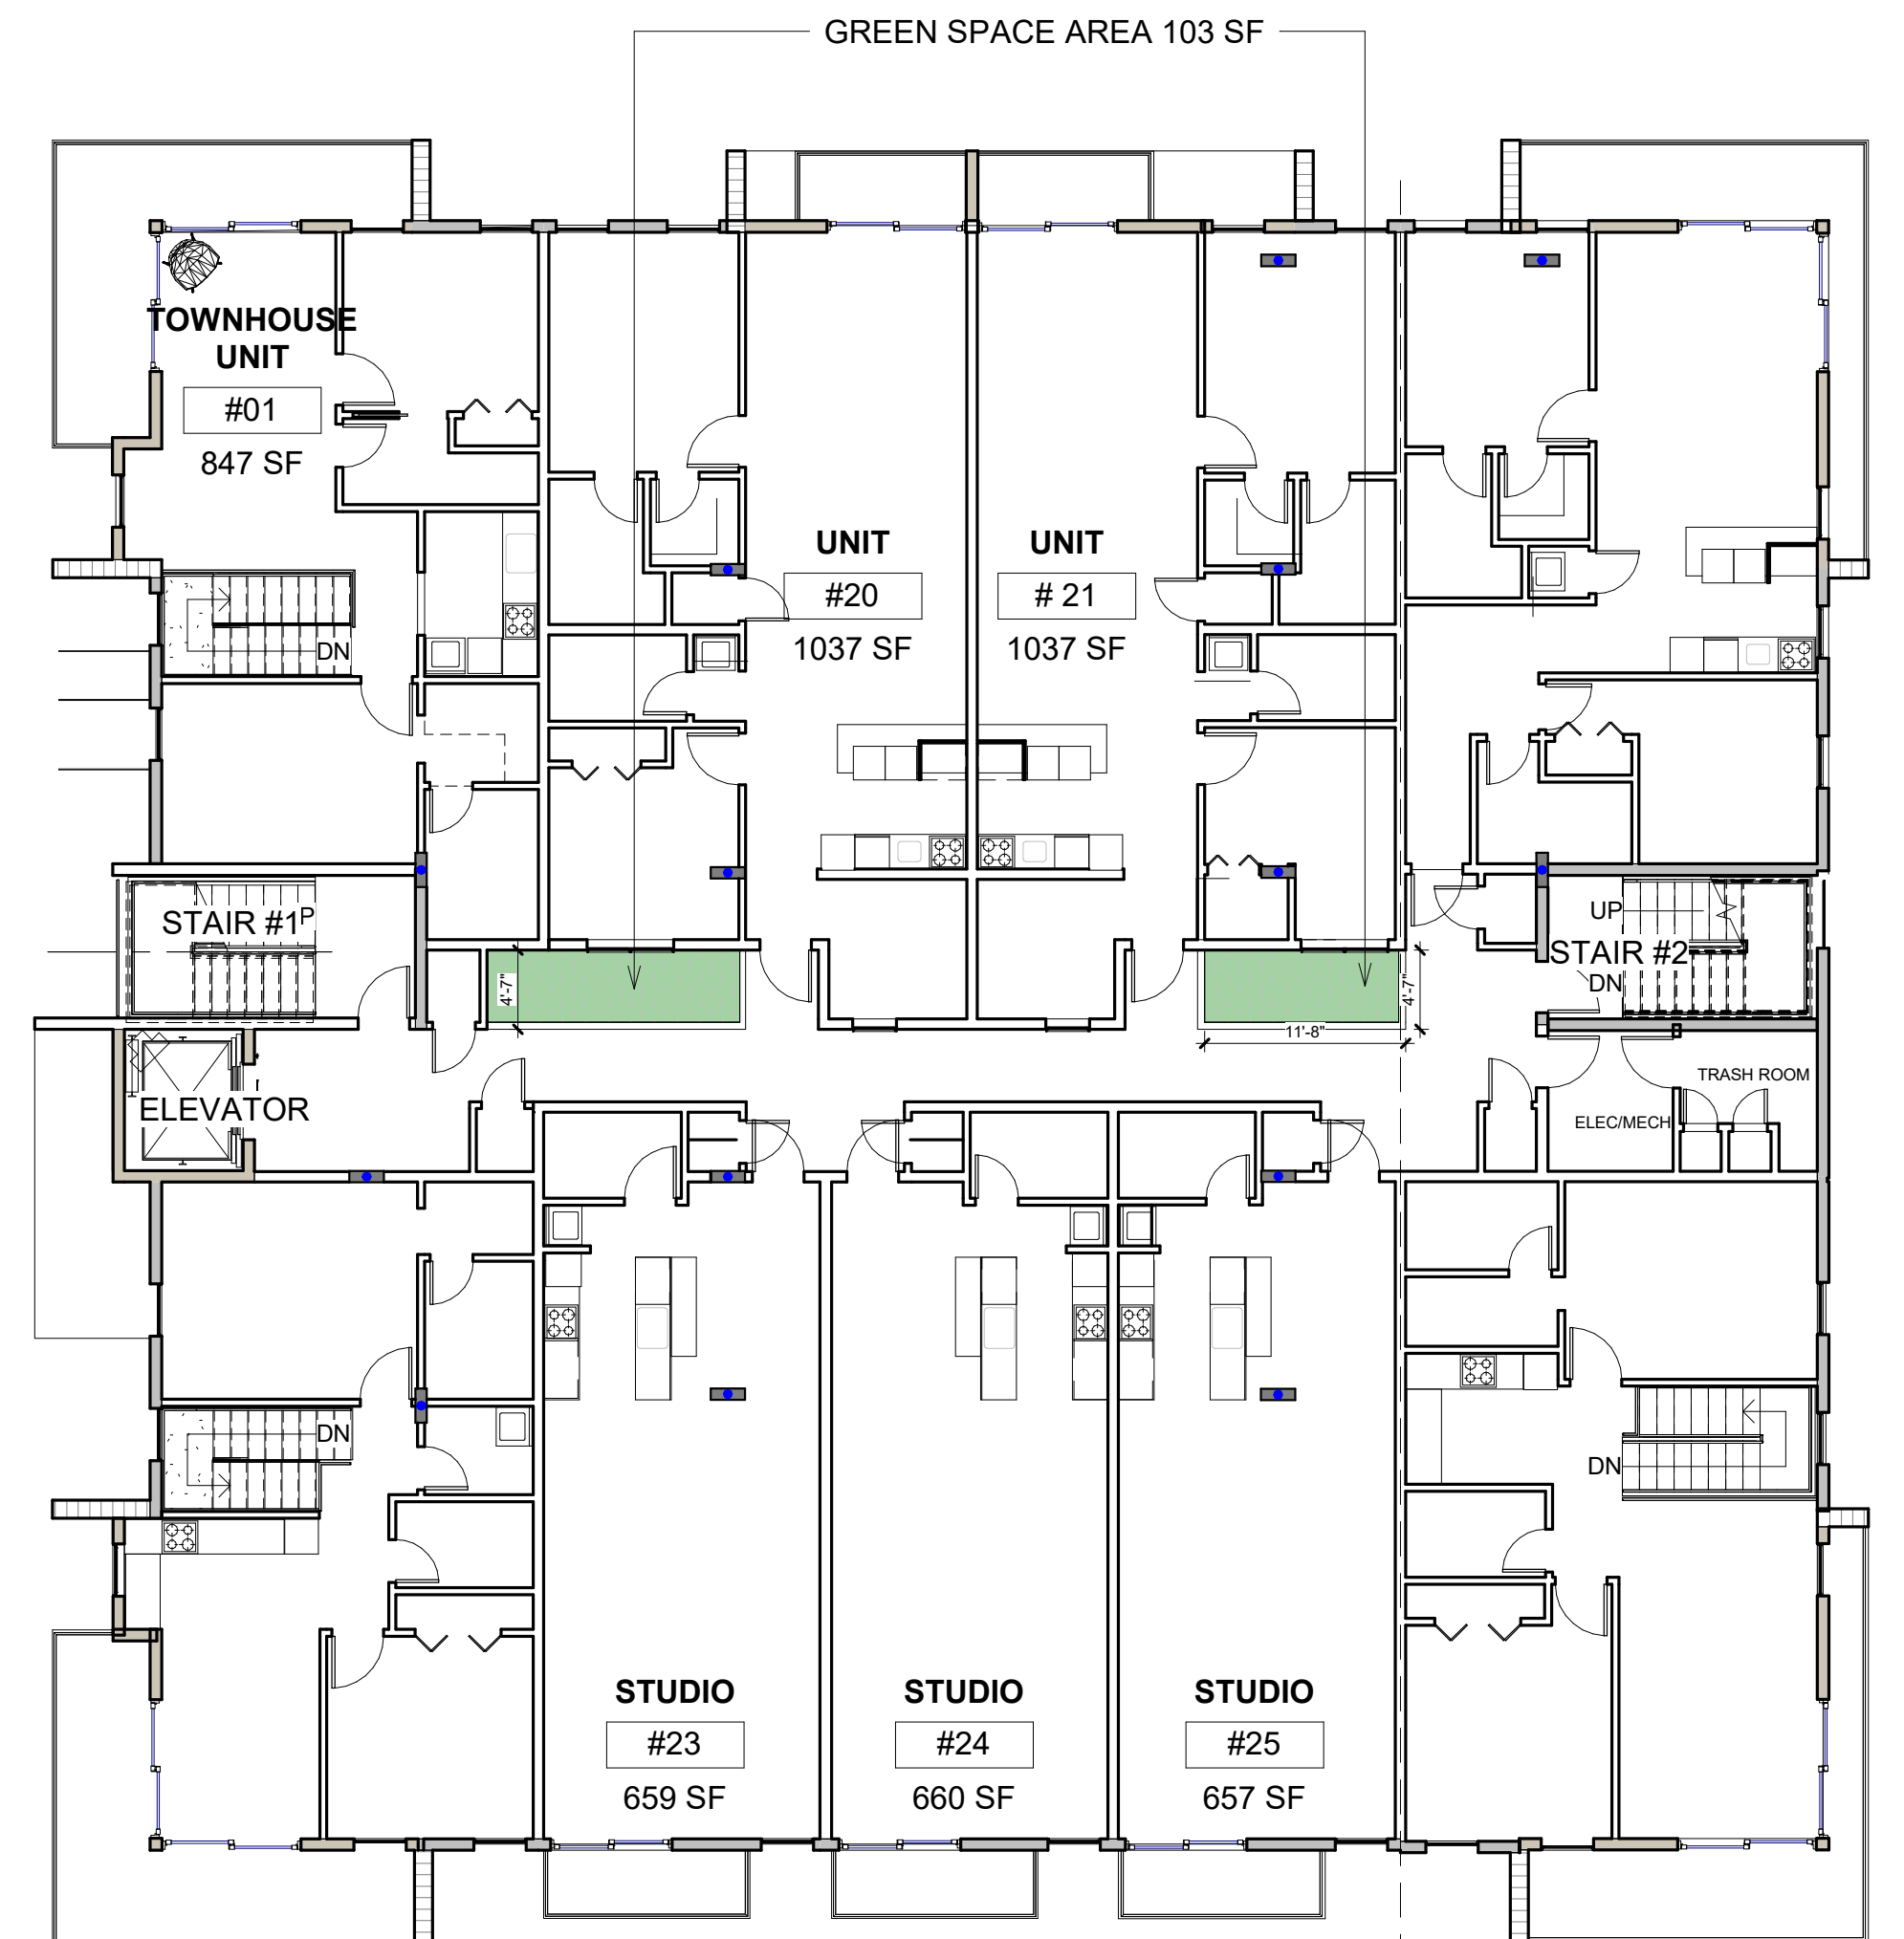 GREEN SPACE AREA 103 SF
TOWNHOUSE
UNIT
#01
847 SF
UNIT
#20
1037 SF
UNIT
# 21
1037 SF
DN
STAIR #1
P
UP
STAIR #2
DN
4'-7"
4'-7"
11'-8"
ELEVATOR
TRASH ROOM
ELEC/MECH
DN
DN
STUDIO
#23
659 SF
STUDIO
#24
660 SF
STUDIO
#25
657 SF